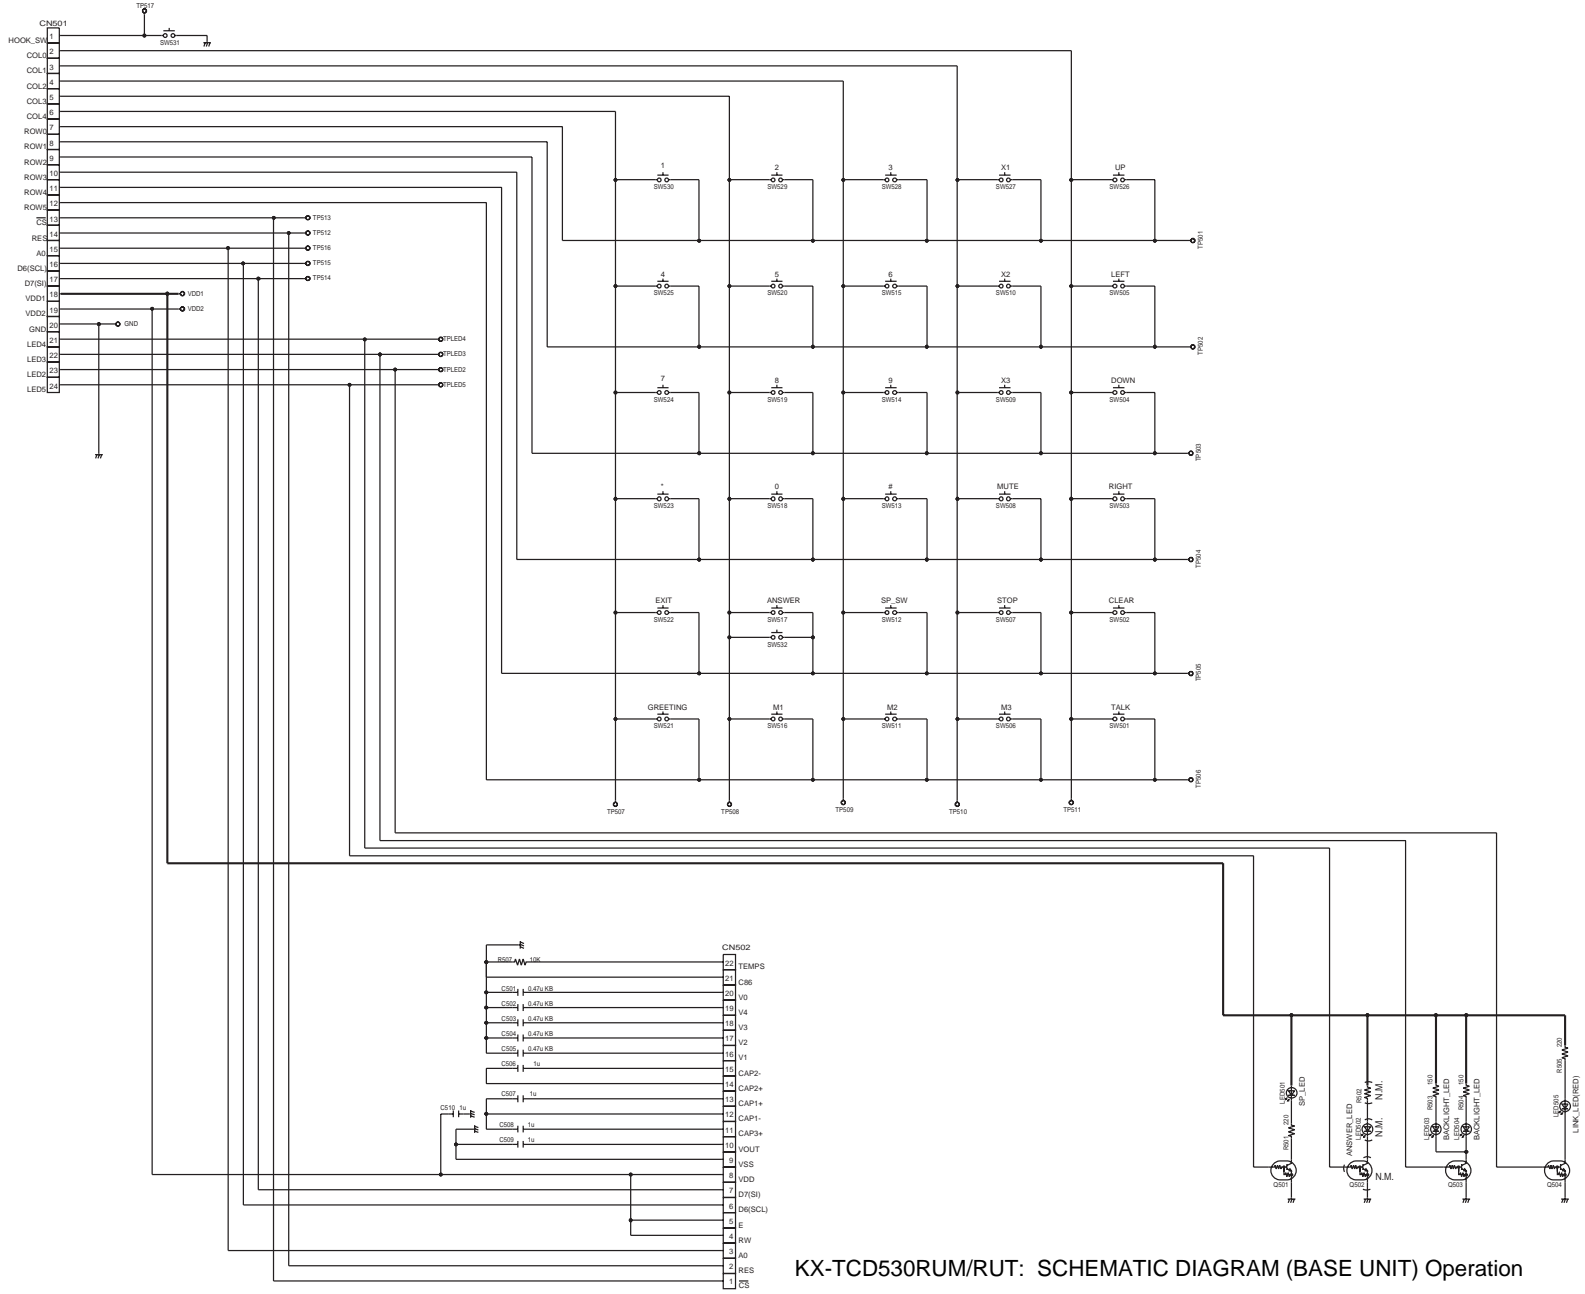 TP517
CN501
HOOK_SW 1
SW531
COL0 2
COL1 3
COL2 4
COL3 5
COL4 6
ROW0 7
ROW1 8
ROW2 9
ROW3 10
ROW4 11
ROW5 12
CS 13 TP513
RES 14 TP512
A0 15 TP516
D6(SCL) 16 TP515
D7(SI) 17 TP514
VDD1 18 VDD1
VDD2 19 VDD2
GND 20 GND
LED4 21 TPLED4
LED3 22 TPLED3
LED2 23 TPLED2
LED5 24 TPLED5
1 2 3 X1 UP
SW530 SW529 SW528 SW527 SW526
TP501
4 5 6 X2 LEFT
SW525 SW520 SW515 SW510 SW505
TP502
7 8 9 X3 DOWN
SW524 SW519 SW514 SW509 SW504
TP503
* 0 # MUTE RIGHT
SW523 SW518 SW513 SW508 SW503
TP504
EXIT ANSWER SP_SW STOP CLEAR
SW522 SW517 SW512 SW507 SW502
SW532
TP505
GREETING M1 M2 M3 TALK
SW521 SW516 SW511 SW506 SW501
TP506
TP507 TP508 TP509 TP510 TP511
CN502
R507 10K 22 TEMPS
21 C86
C501 0.47u KB 20 V0
C502 0.47u KB 19 V4
C503 0.47u KB 18 V3
C504 0.47u KB 17 V2
C505 0.47u KB 16 V1
C506 1u 15 CAP2-
14 CAP2+
C507 1u 13 CAP1+
C510 1u 12 CAP1-
C508 1u 11 CAP3+
C509 1u 10 VOUT
9 VSS
8 VDD
7 D7(SI)
6 D6(SCL)
5 E
4 RW
3 A0
2 RES
1 CS
LED501
SP_LED
R501 220
Q501
ANSWER_LED
R502
N.M.
LED502
N.M.
Q502
N.M.
R503 150
LED503
BACKLIGHT_LED
R504 150
LED504
BACKLIGHT_LED
Q503
R505 220
LED505
LINK_LED(RED)
Q504
KX-TCD530RUM/RUT: SCHEMATIC DIAGRAM (BASE UNIT) Operation